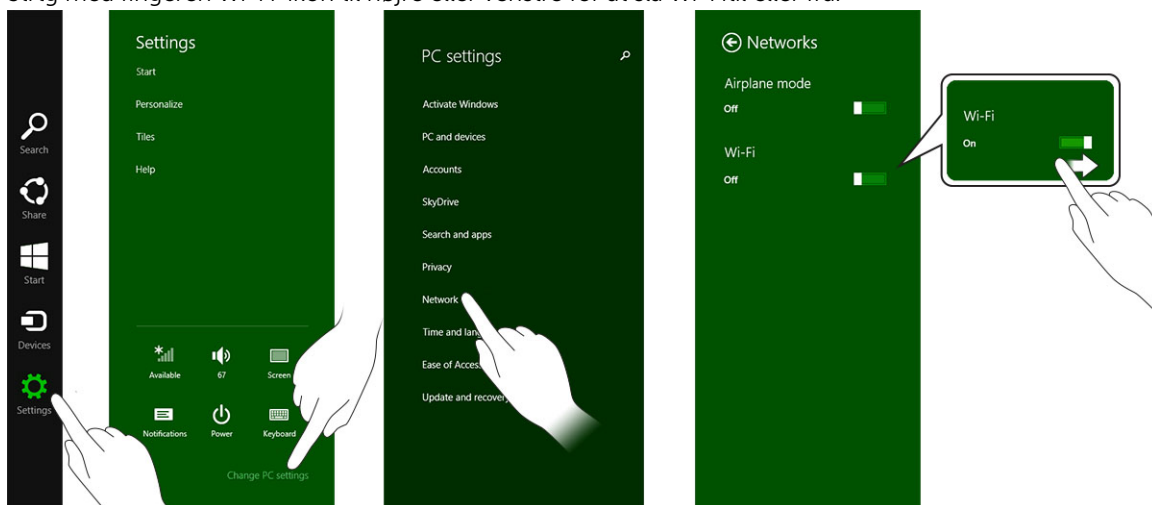 Search
Share
Start
Devices
Settings
Settings
Start
Personalize
Tiles
Help
Available
67
Screen
Notifications
Power
Keyboard
Change PC settings
PC settings
Activate Windows
PC and devices
Accounts
SkyDrive
Search and apps
Privacy
Network
Time and
Ease of
Update and
Networks
Airplane mode
Off
Wi-Fi
Off
Wi-Fi
On